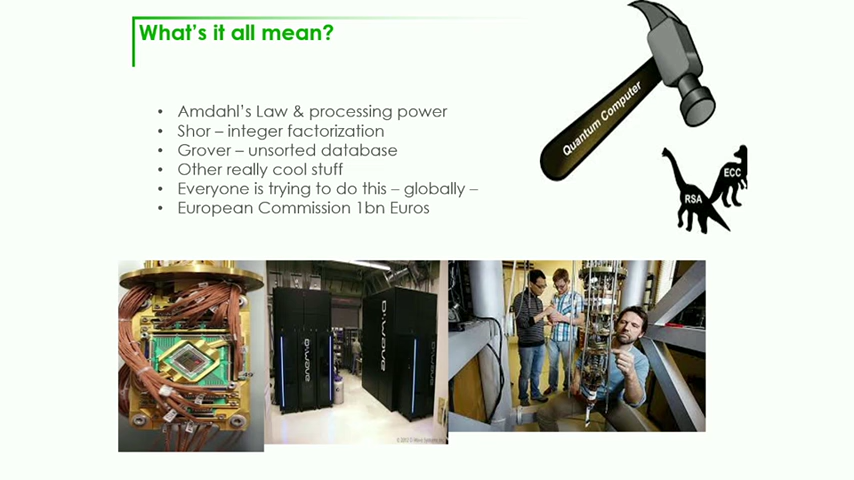 What's it all mean?
• Amdahl's Law & processing power
• Shor – integer factorization
• Grover – unsorted database
• Other really cool stuff
• Everyone is trying to do this – globally –
• European Commission 1bn Euros
Quantum Computer
ECC
RSA
D:wave
D:wave
D:wave